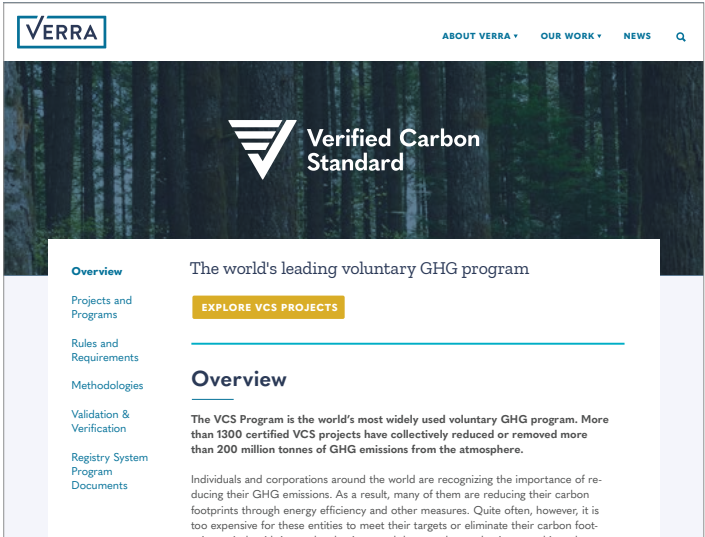 VERRA
ABOUT VERRA ▾ OUR WORK ▾ NEWS
Verified Carbon
Standard
Overview
Projects and
Programs
Rules and
Requirements
Methodologies
Validation &
Verification
Registry System
Program
Documents
The world's leading voluntary GHG program
EXPLORE VCS PROJECTS
Overview
The VCS Program is the world's most widely used voluntary GHG program. More
than 1300 certified VCS projects have collectively reduced or removed more
than 200 million tonnes of GHG emissions from the atmosphere.
Individuals and corporations around the world are recognizing the importance of re-
ducing their GHG emissions. As a result, many of them are reducing their carbon
footprints through energy efficiency and other measures. Quite often, however, it is
too expensive for these entities to meet their targets or eliminate their carbon foot-